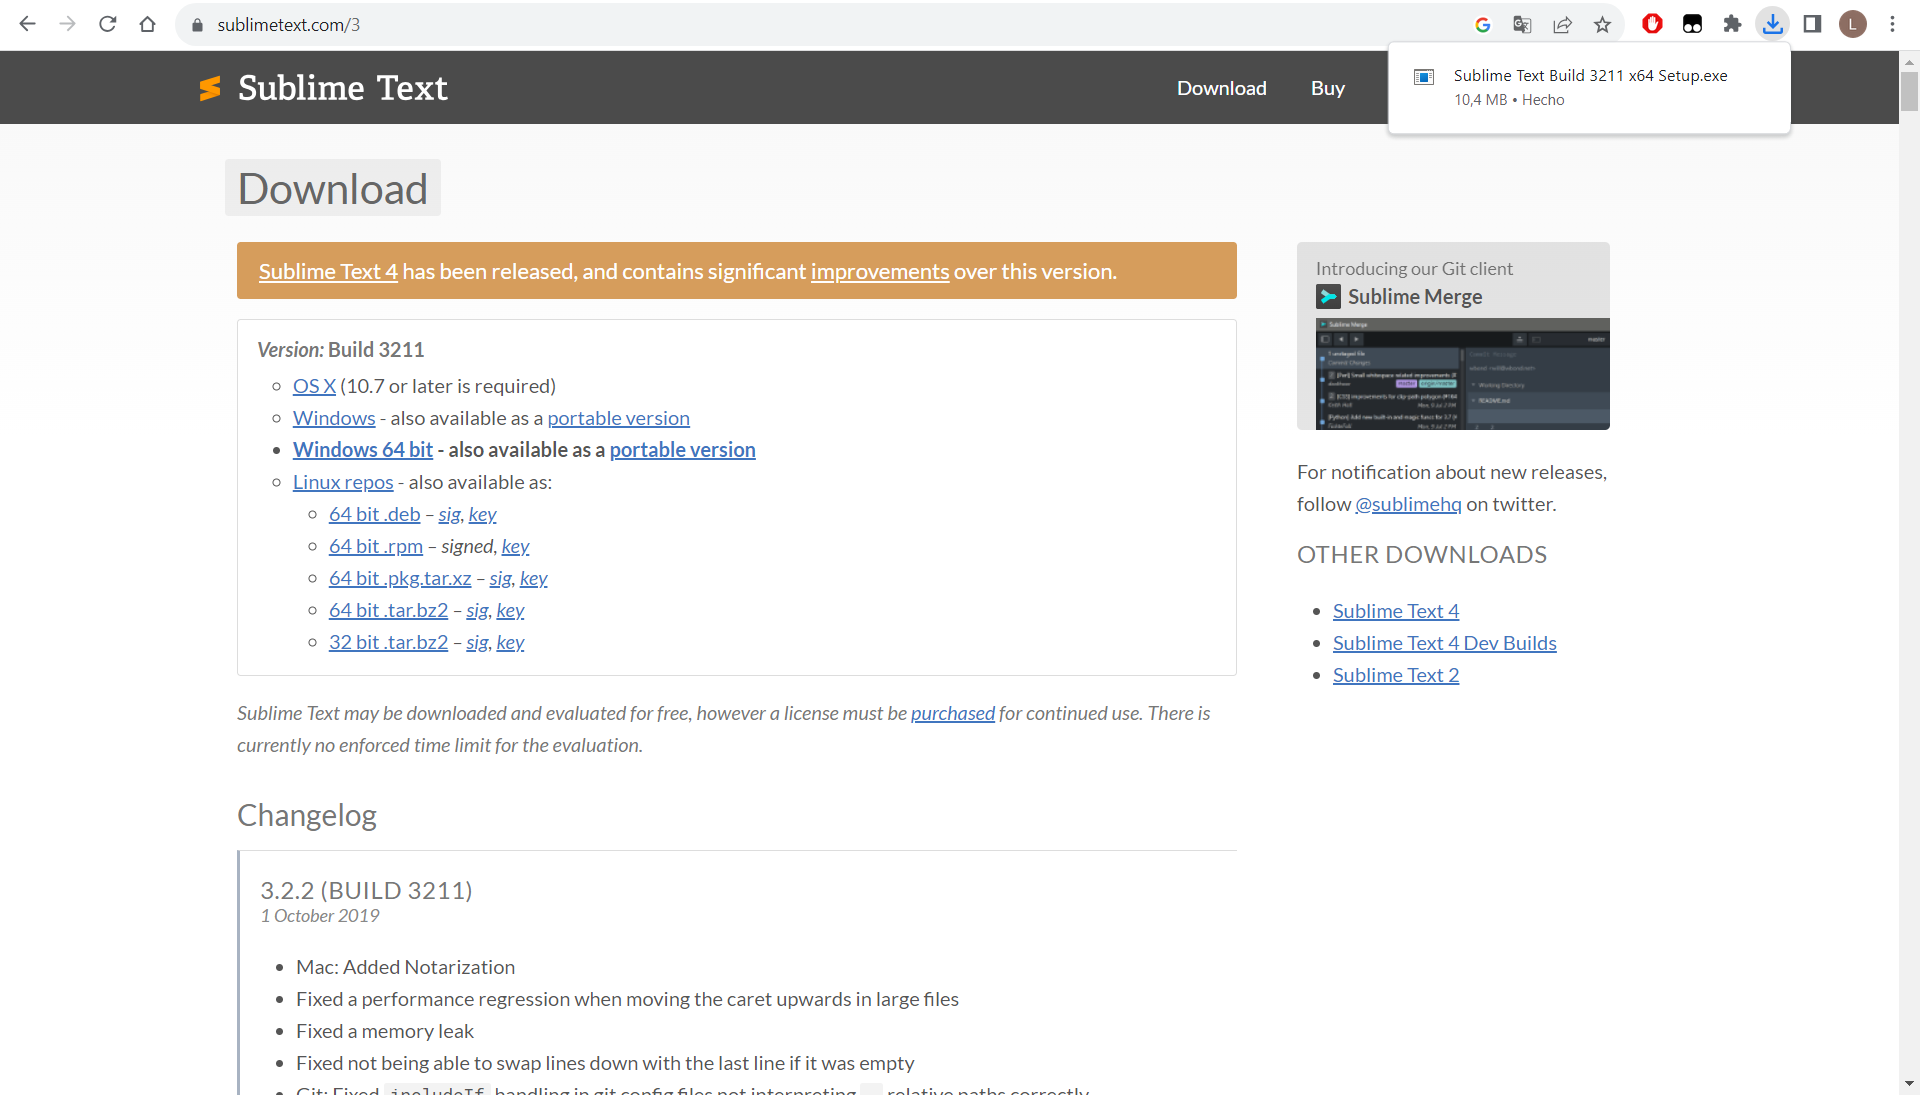 sublimetext.com/3
L
Sublime Text Build 3211 x64 Setup.exe
10,4 MB • Hecho
Sublime Text
Download
Buy
Download
Sublime Text 4 has been released, and contains significant improvements over this version.
Version: Build 3211
OS X (10.7 or later is required)
Windows - also available as a portable version
Windows 64 bit - also available as a portable version
Linux repos - also available as:
64 bit .deb – sig, key
64 bit .rpm – signed, key
64 bit .pkg.tar.xz – sig, key
64 bit .tar.bz2 – sig, key
32 bit .tar.bz2 – sig, key
Sublime Text may be downloaded and evaluated for free, however a license must be purchased for continued use. There is
currently no enforced time limit for the evaluation.
Changelog
3.2.2 (BUILD 3211)
1 October 2019
Mac: Added Notarization
Fixed a performance regression when moving the caret upwards in large files
Fixed a memory leak
Fixed not being able to swap lines down with the last line if it was empty
Git: Fixed includeIf handling in git config files not interpreting relative paths correctly
Introducing our Git client
Sublime Merge
Sublime Merge
master
Commit Changes
Working Directory
README.md
For notification about new releases,
follow @sublimehq on twitter.
OTHER DOWNLOADS
Sublime Text 4
Sublime Text 4 Dev Builds
Sublime Text 2